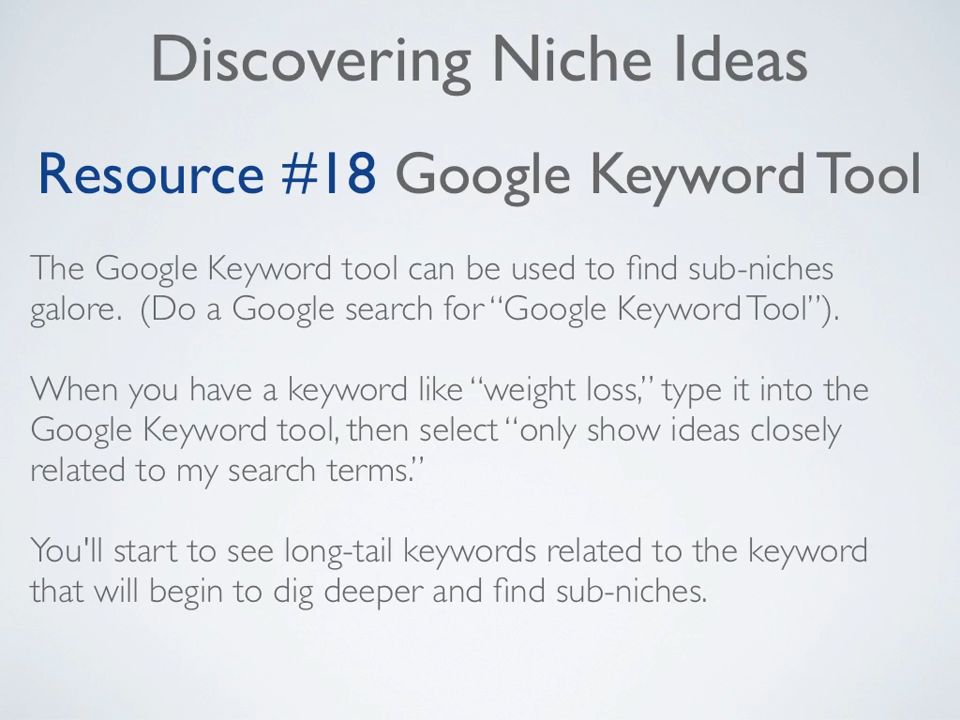 Discovering Niche Ideas
Resource #18 Google Keyword Tool
The Google Keyword tool can be used to find sub-niches
galore.  (Do a Google search for “Google Keyword Tool”).
When you have a keyword like “weight loss,” type it into the
Google Keyword tool, then select “only show ideas closely
related to my search terms.”
You'll start to see long-tail keywords related to the keyword
that will begin to dig deeper and find sub-niches.